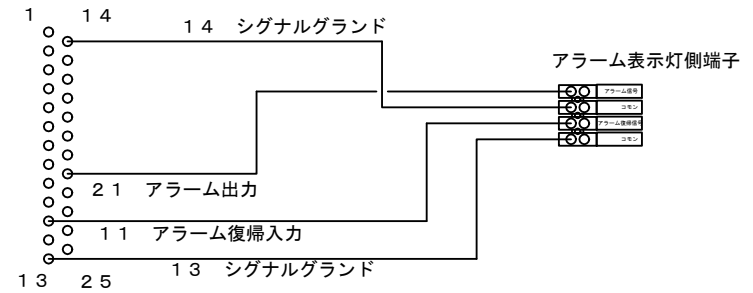 1 14
14 シグナルグランド
アラーム表示灯側端子
アラーム信号
コモン
アラーム復帰信号
コモン
21 アラーム出力
11 アラーム復帰入力
13 シグナルグランド
13 25